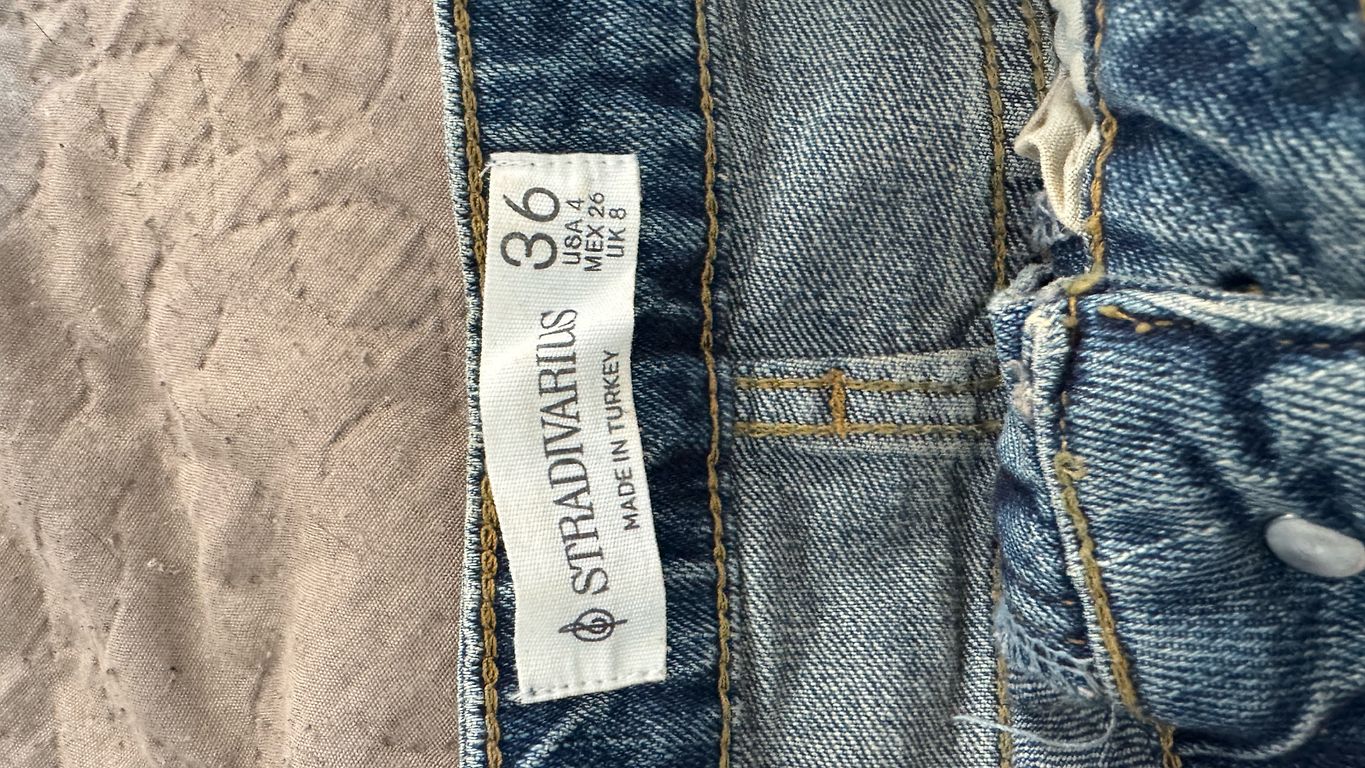 STRADIVARIUS
MADE IN TURKEY
36
USA 4
MEX 26
UK 8